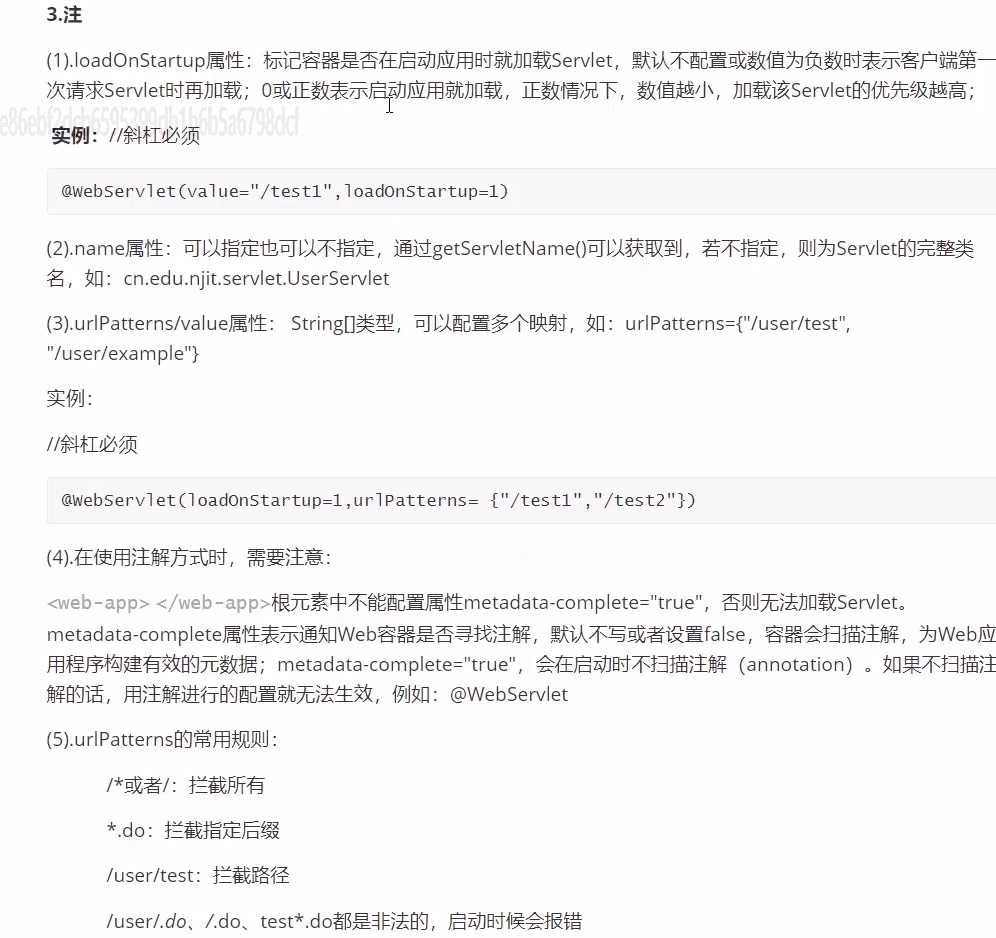 3.注
(1).loadOnStartup属性：标记容器是否在启动应用时就加载Servlet，默认不配置或数值为负数时表示客户端第一
次请求Servlet时再加载；0或正数表示启动应用就加载，正数情况下，数值越小，加载该Servlet的优先级越高；
实例：//斜杠必须
@WebServlet(value="/test1",loadOnStartup=1)
(2).name属性：可以指定也可以不指定，通过getServletName()可以获取到，若不指定，则为Servlet的完整类
名，如：cn.edu.njit.servlet.UserServlet
(3).urlPatterns/value属性： String[]类型，可以配置多个映射，如：urlPatterns={"/user/test",
"/user/example"}
实例：
//斜杠必须
@WebServlet(loadOnStartup=1,urlPatterns= {"/test1","/test2"})
(4).在使用注解方式时，需要注意：
<web-app> </web-app>根元素中不能配置属性metadata-complete="true"，否则无法加载Servlet。
metadata-complete属性表示通知Web容器是否寻找注解，默认不写或者设置false，容器会扫描注解，为Web应
用程序构建有效的元数据；metadata-complete="true"，会在启动时不扫描注解（annotation）。如果不扫描注
解的话，用注解进行的配置就无法生效，例如：@WebServlet
(5).urlPatterns的常用规则：
/*或者/：拦截所有
*.do：拦截指定后缀
/user/test：拦截路径
/user/.do、/.do、test*.do都是非法的，启动时候会报错